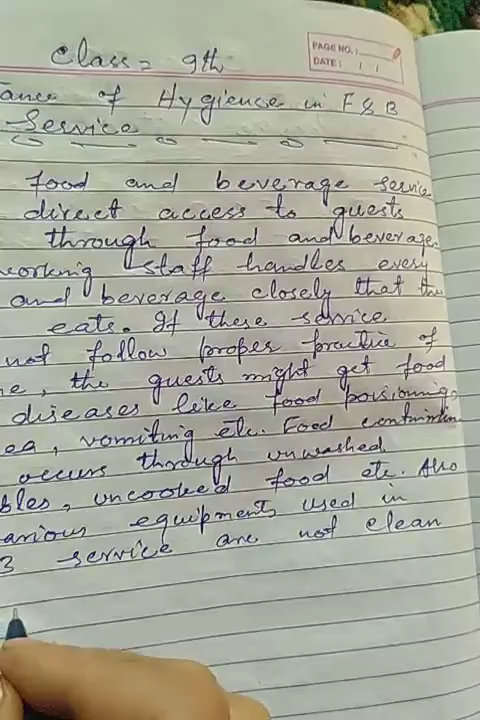 Class = 9th
PAGE NO. :
DATE : / /
ance of Hygience in F & B
Service
food and beverage service
direct access to guests
through food and beverage.
working staff handles every
and beverage closely that the
eats. If these service
not follow proper practice of
ne, the guests might get food
diseases like food poisioning,
ea, vomiting etc. Food
occurs through unwashed
bles, uncooked food etc. Also
arious equipments used in
B service are not clean